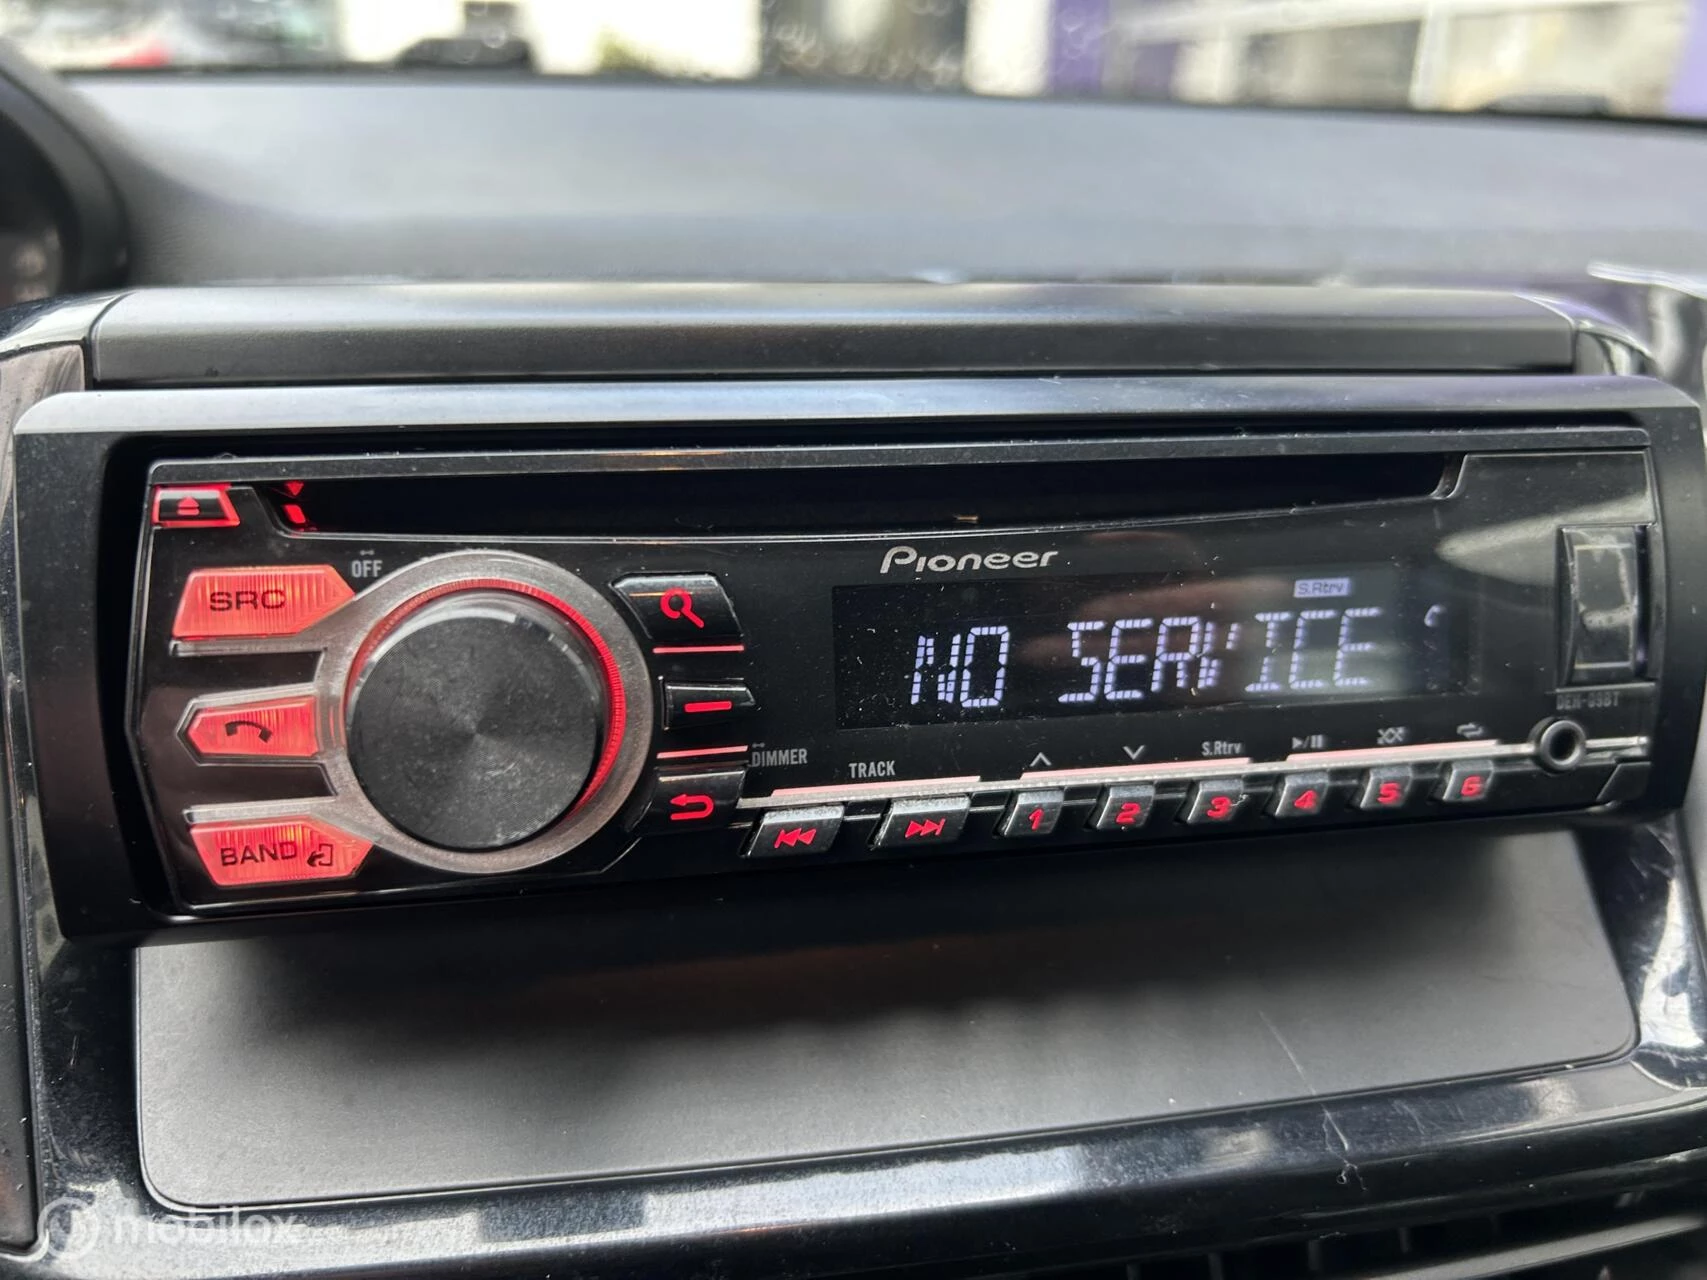 Pioneer
OFF
SRC
S.Rtrv
NO SERVICE
DIMMER
TRACK
S.Rtrv
BAND
1 2 3 4 5 6
mobilox